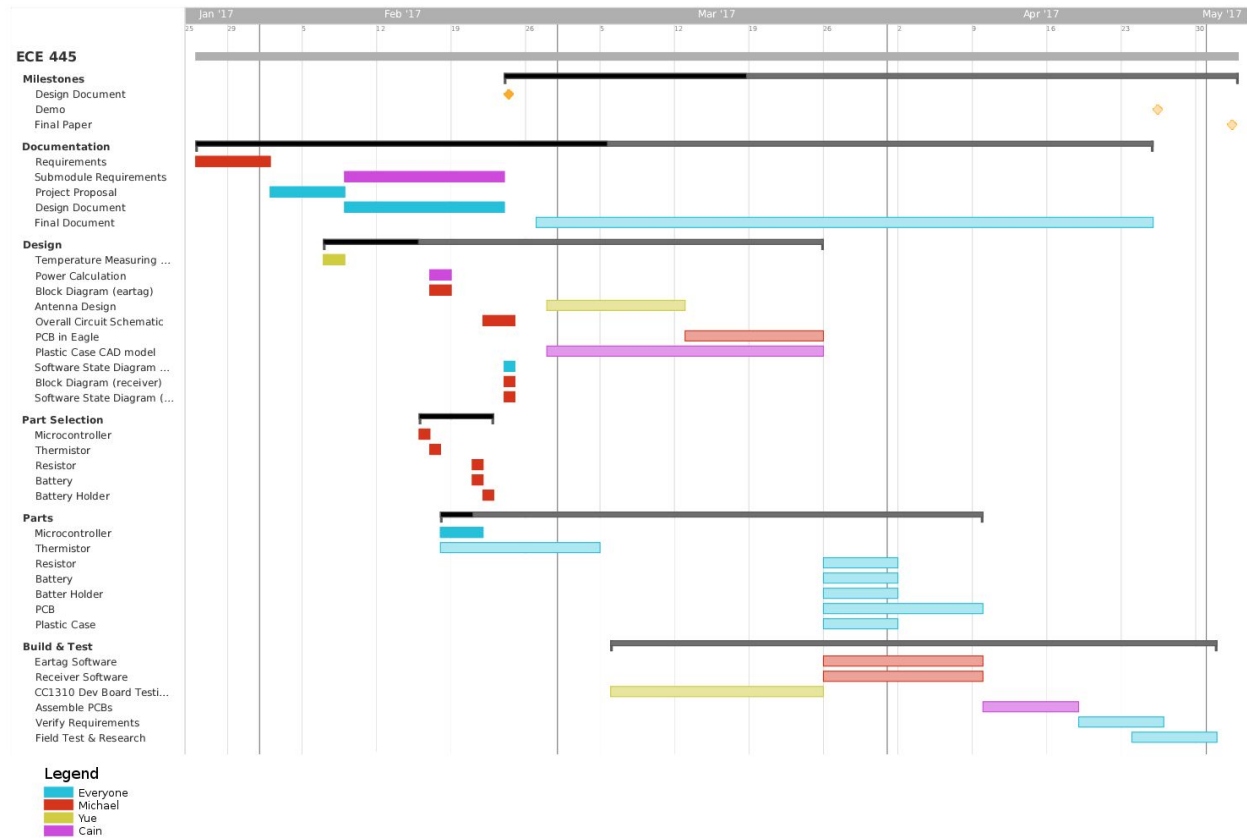 Jan '17 Feb '17 Mar '17 Apr '17 May '17
25 29 5 12 19 26 5 12 19 26 2 9 16 23 30
ECE 445
Milestones
Design Document
Demo
Final Paper
Documentation
Requirements
Submodule Requirements
Project Proposal
Design Document
Final Document
Design
Temperature Measuring ...
Power Calculation
Block Diagram (eartag)
Antenna Design
Overall Circuit Schematic
PCB in Eagle
Plastic Case CAD model
Software State Diagram ...
Block Diagram (receiver)
Software State Diagram (...
Part Selection
Microcontroller
Thermistor
Resistor
Battery
Battery Holder
Parts
Microcontroller
Thermistor
Resistor
Battery
Batter Holder
PCB
Plastic Case
Build & Test
Eartag Software
Receiver Software
CC1310 Dev Board Testi...
Assemble PCBs
Verify Requirements
Field Test & Research
Legend
Everyone
Michael
Yue
Cain